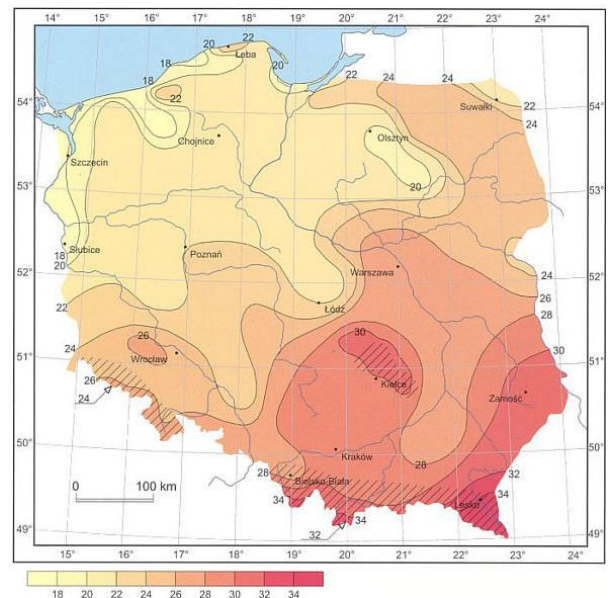 14° 15° 16° 17° 18° 19° 20° 21° 22° 23° 24°
22
20
Łeba
18
20
22 24 24
18
22
54°
54°
Suwałki
22
24
Chojnice
Olsztyn
Szczecin
53°
53°
20
Słubice
18
20
Poznań
Warszawa
24
52°
52°
26
22
Łódź
28
24
26
30
30
51°
51°
Wrocław
26
Kielce
Zamość
24
50°
50°
Kraków
28
32
28
Bielsko-Biała
34
0 100 km
34
34
Lesko
49°
49°
32
15° 16° 17° 18° 19° 20° 21° 22° 23°
18 20 22 24 26 28 30 32 34